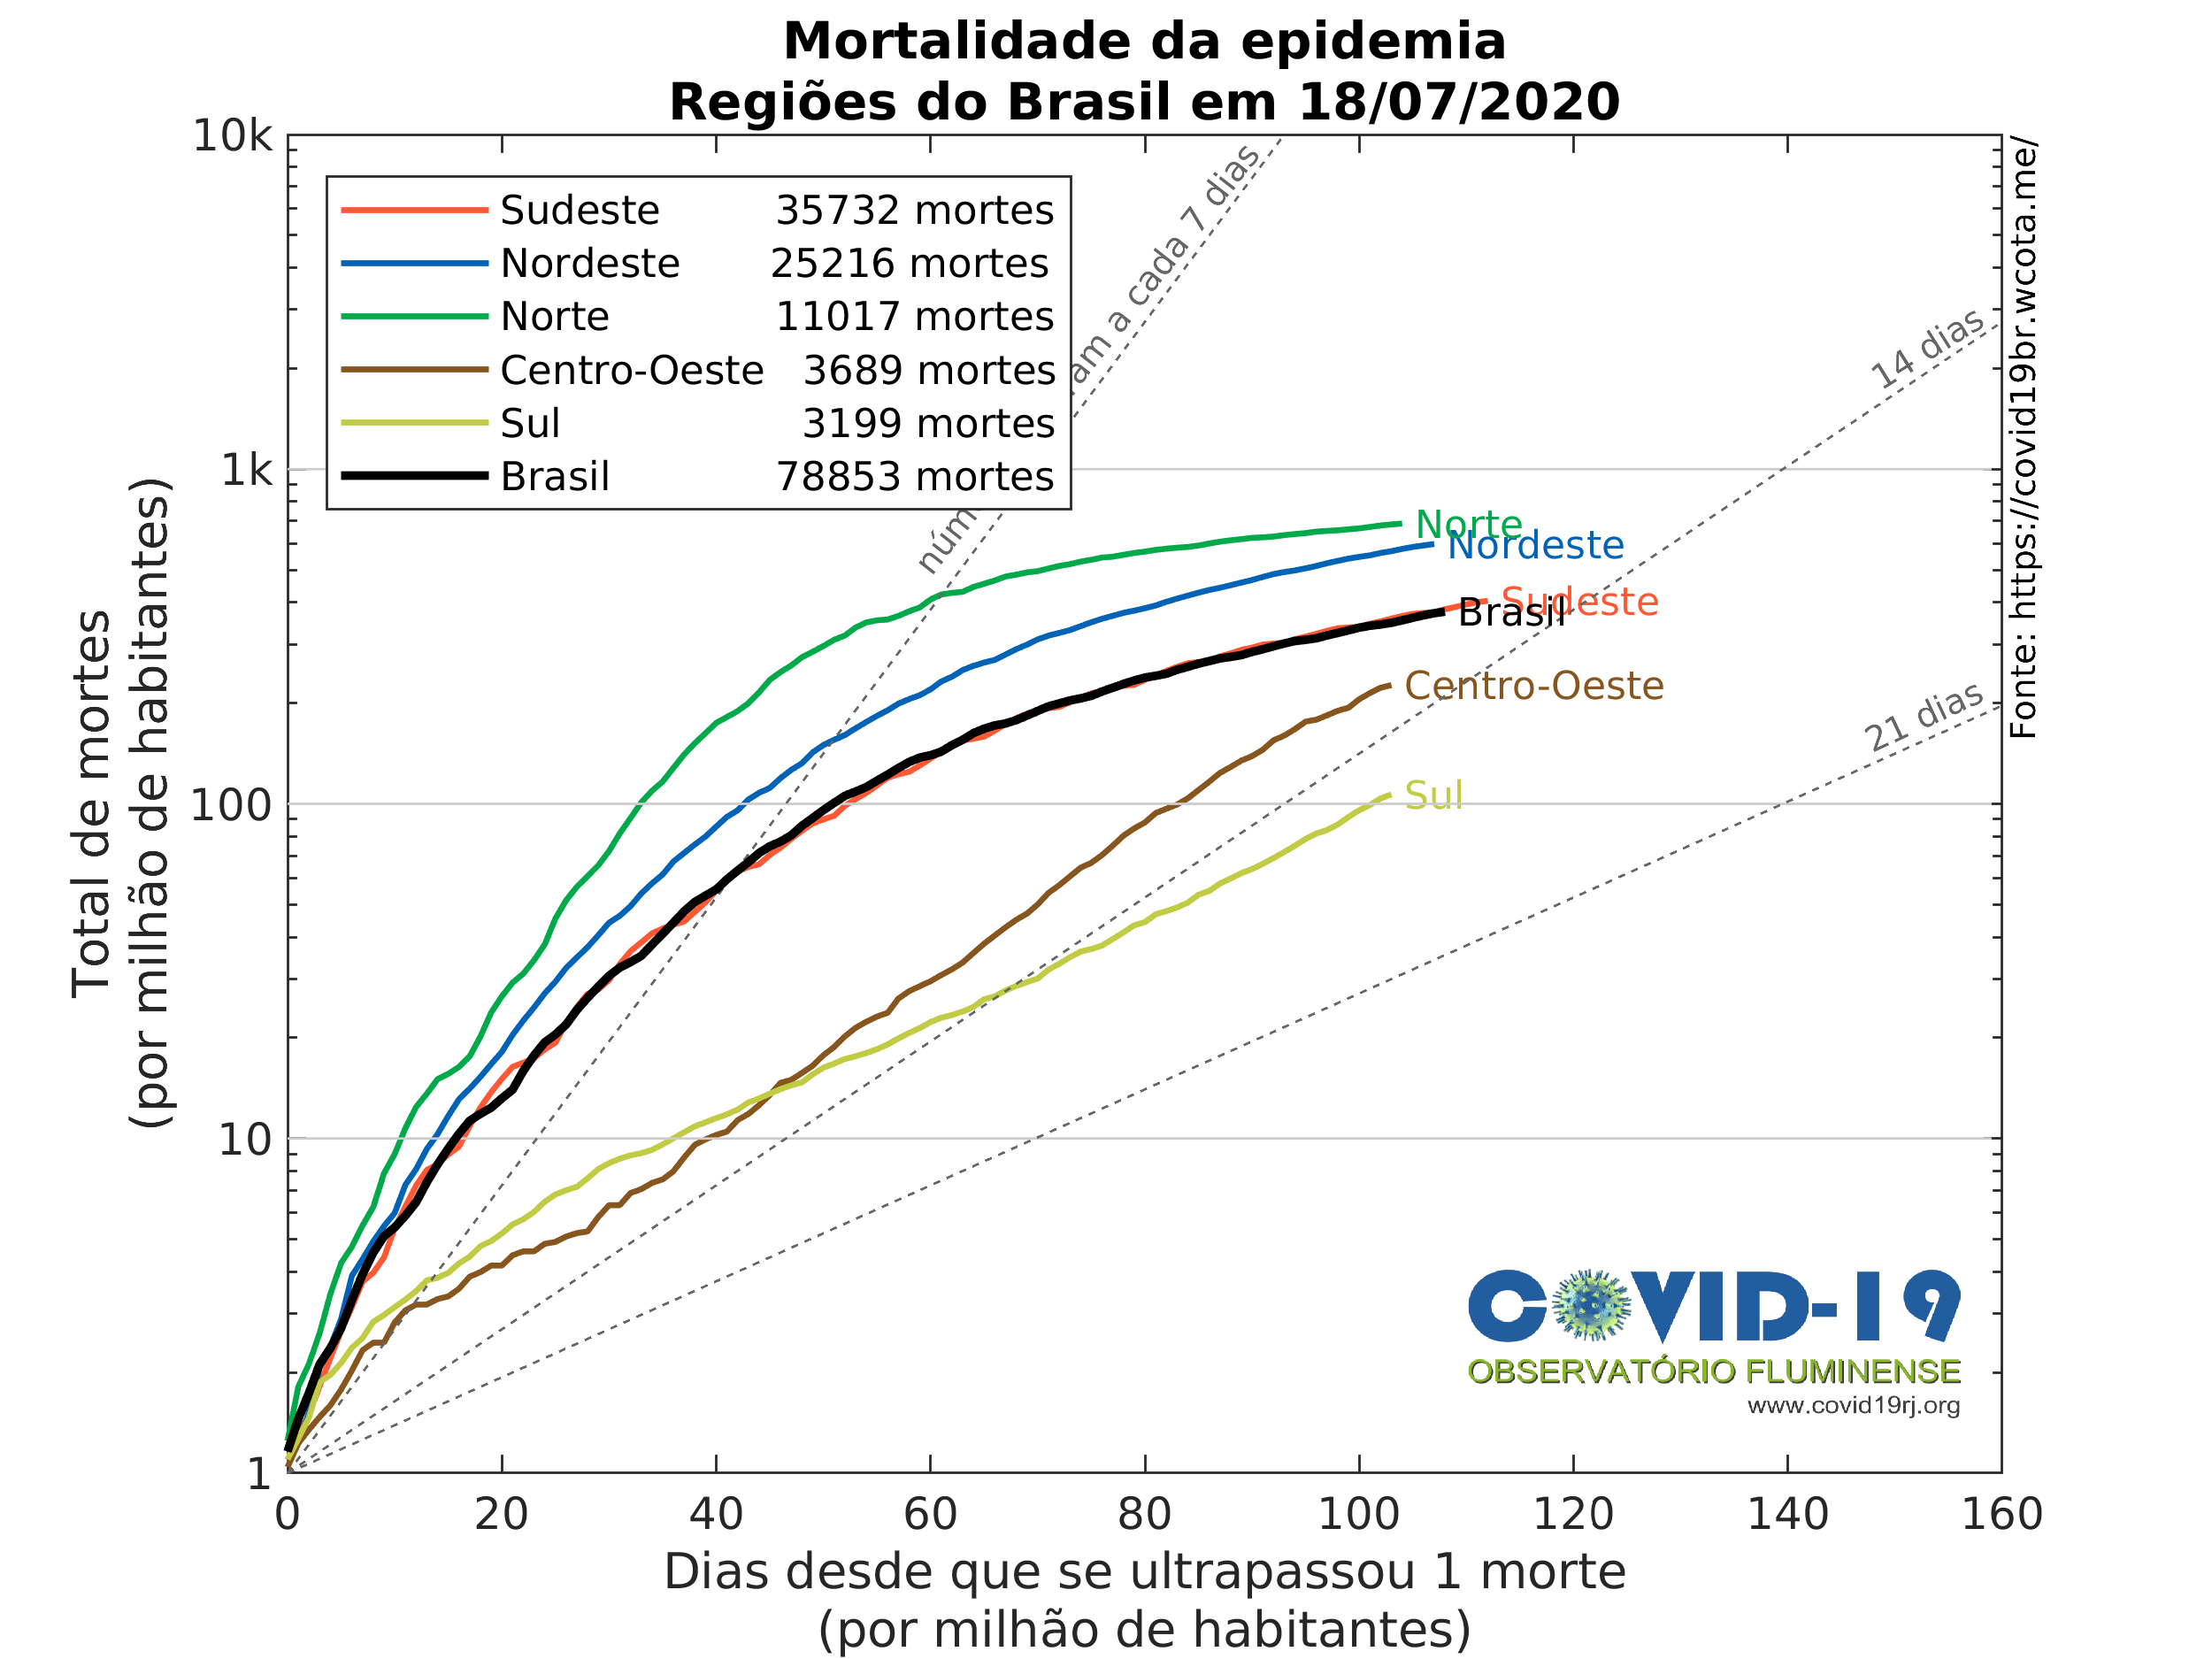 Mortalidade da epidemia
Regiões do Brasil em 18/07/2020
10k
1k
100
10
1
Total de mortes
(por milhão de habitantes)
Sudeste 35732 mortes
Nordeste 25216 mortes
Norte 11017 mortes
Centro-Oeste 3689 mortes
Sul 3199 mortes
Brasil 78853 mortes
a cada 7 dias
14 dias
21 dias
Norte
Nordeste
Sudeste
Brasil
Centro-Oeste
Sul
Fonte: https://covid19br.wcota.me/
COVID-19
OBSERVATÓRIO FLUMINENSE
www.covid19rj.org
0 20 40 60 80 100 120 140 160
Dias desde que se ultrapassou 1 morte
(por milhão de habitantes)